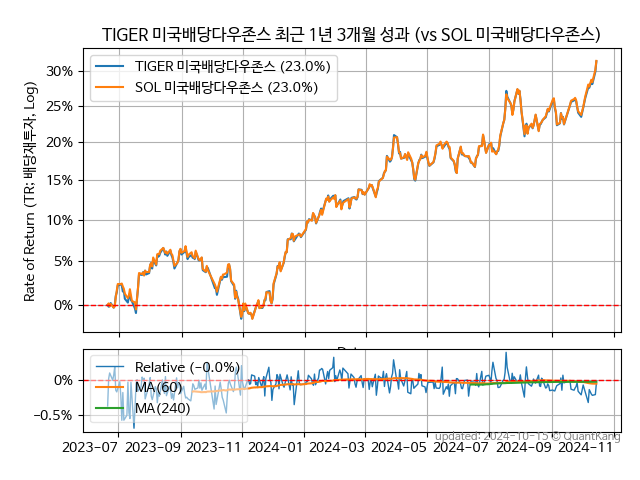 TIGER 미국배당다우존스 최근 1년 3개월 성과 (vs SOL 미국배당다우존스)
TIGER 미국배당다우존스 (23.0%)
SOL 미국배당다우존스 (23.0%)
Rate of Return (TR; 배당재투자, Log)
30%
25%
20%
15%
10%
5%
0%
Relative (−0.0%)
MA(60)
MA(240)
0%
−0.5%
updated: 2024-10-15 © QuantKang
2023-07 2023-09 2023-11 2024-01 2024-03 2024-05 2024-07 2024-09 2024-11